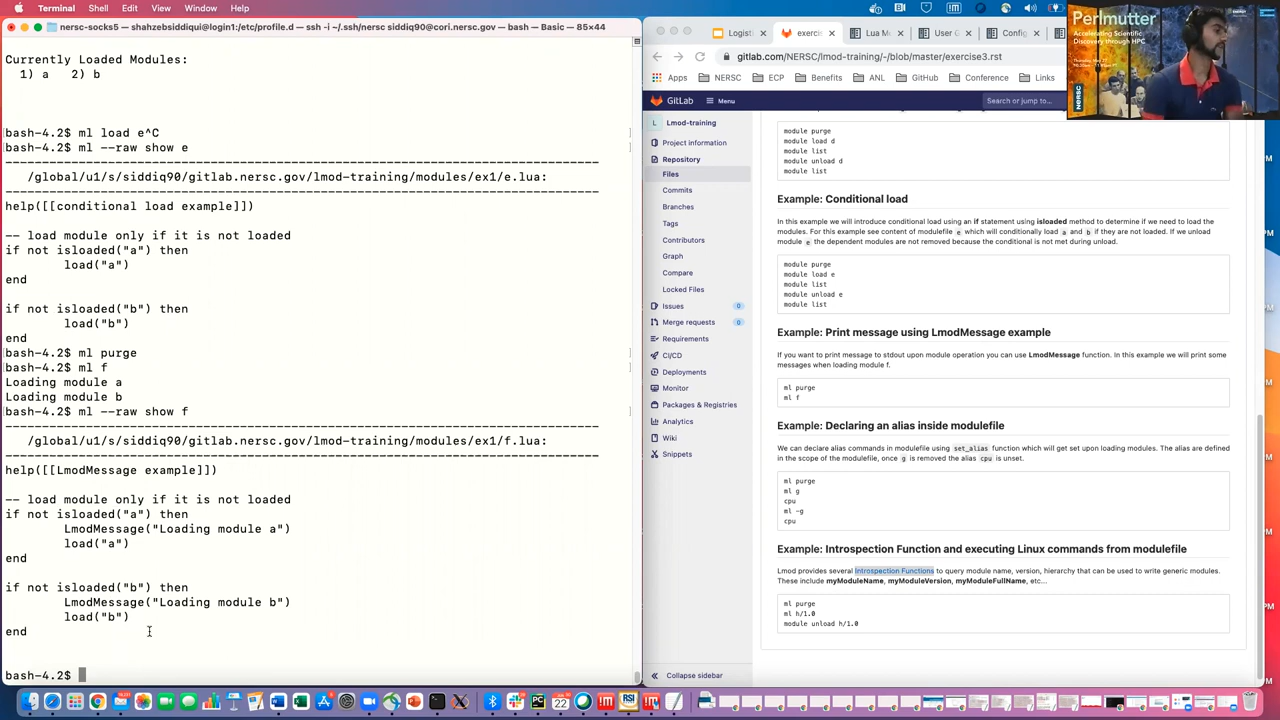 Terminal
Shell
Edit
View
Window
Help
nersc-socks5 — shahzebsiddiqui@login1:/etc/profile.d — ssh -i ~/.ssh/nersc siddiq90@cori.nersc.gov — bash — Basic — 85×44
Currently Loaded Modules:
1) a   2) b
bash-4.2$ ml load e^C
bash-4.2$ ml --raw show e
/global/u1/s/siddiq90/gitlab.nersc.gov/lmod-training/modules/ex1/e.lua:
help([[conditional load example]])
-- load module only if it is not loaded
if not isloaded("a") then
load("a")
end
if not isloaded("b") then
load("b")
end
bash-4.2$ ml purge
bash-4.2$ ml f
Loading module a
Loading module b
bash-4.2$ ml --raw show f
/global/u1/s/siddiq90/gitlab.nersc.gov/lmod-training/modules/ex1/f.lua:
help([[LmodMessage example]])
-- load module only if it is not loaded
if not isloaded("a") then
LmodMessage("Loading module a")
load("a")
end
if not isloaded("b") then
LmodMessage("Loading module b")
load("b")
end
bash-4.2$
Logist
exercis
Lua M
User G
Config
gitlab.com/NERSC/lmod-training/-/blob/master/exercise3.rst
Apps
NERSC
ECP
Benefits
ANL
GitHub
Conference
Links
GitLab
Menu
Search or jump to...
L
Lmod-training
Project information
Repository
Files
Commits
Branches
Tags
Contributors
Graph
Compare
Locked Files
Issues 0
Merge requests 0
Requirements
CI/CD
Deployments
Monitor
Packages & Registries
Analytics
Wiki
Snippets
Collapse sidebar
module purge
module load d
module list
module unload d
module list
Example: Conditional load
In this example we will introduce conditional load using an if statement using isloaded method to determine if we need to load the
modules. For this example see content of modulefile e which will conditionally load a and b if they are not loaded. If we unload
module e the dependent modules are not removed because the conditional is not met during unload.
module purge
module load e
module list
module unload e
module list
Example: Print message using LmodMessage example
If you want to print message to stdout upon module operation you can use LmodMessage function. In this example we will print some
messages when loading module f.
ml purge
ml f
Example: Declaring an alias inside modulefile
We can declare alias commands in modulefile using set_alias function which will get set upon loading modules. The alias are defined
in the scope of the modulefile, once g is removed the alias cpu is unset.
ml purge
ml g
cpu
ml -g
cpu
Example: Introspection Function and executing Linux commands from modulefile
Lmod provides several Introspection Functions to query module name, version, hierarchy that can be used to write generic modules.
These include myModuleName, myModuleVersion, myModuleFullName, etc...
ml purge
ml h/1.0
module unload h/1.0
Perlmutter
Accelerating Scientific
Discovery through HPC
NERSC